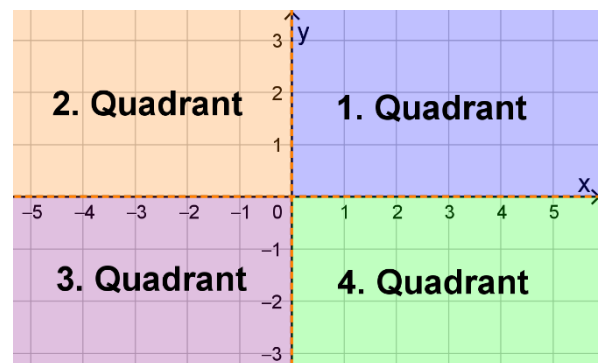 3 y
2. Quadrant 2 1. Quadrant
1
x
–5 –4 –3 –2 –1 0 1 2 3 4 5
–1
3. Quadrant 4. Quadrant
–2
–3